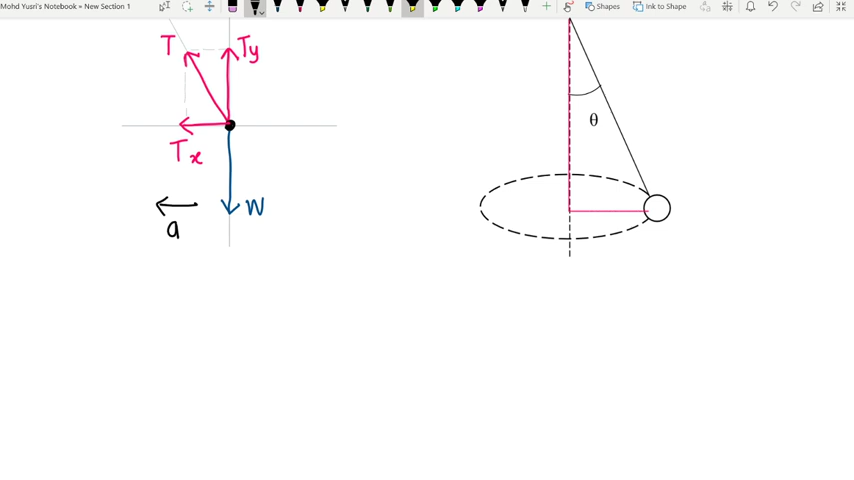 Mohd Yusri's Notebook » New Section 1
Shapes
Ink to Shape
T
Ty
Tx
W
a
θ